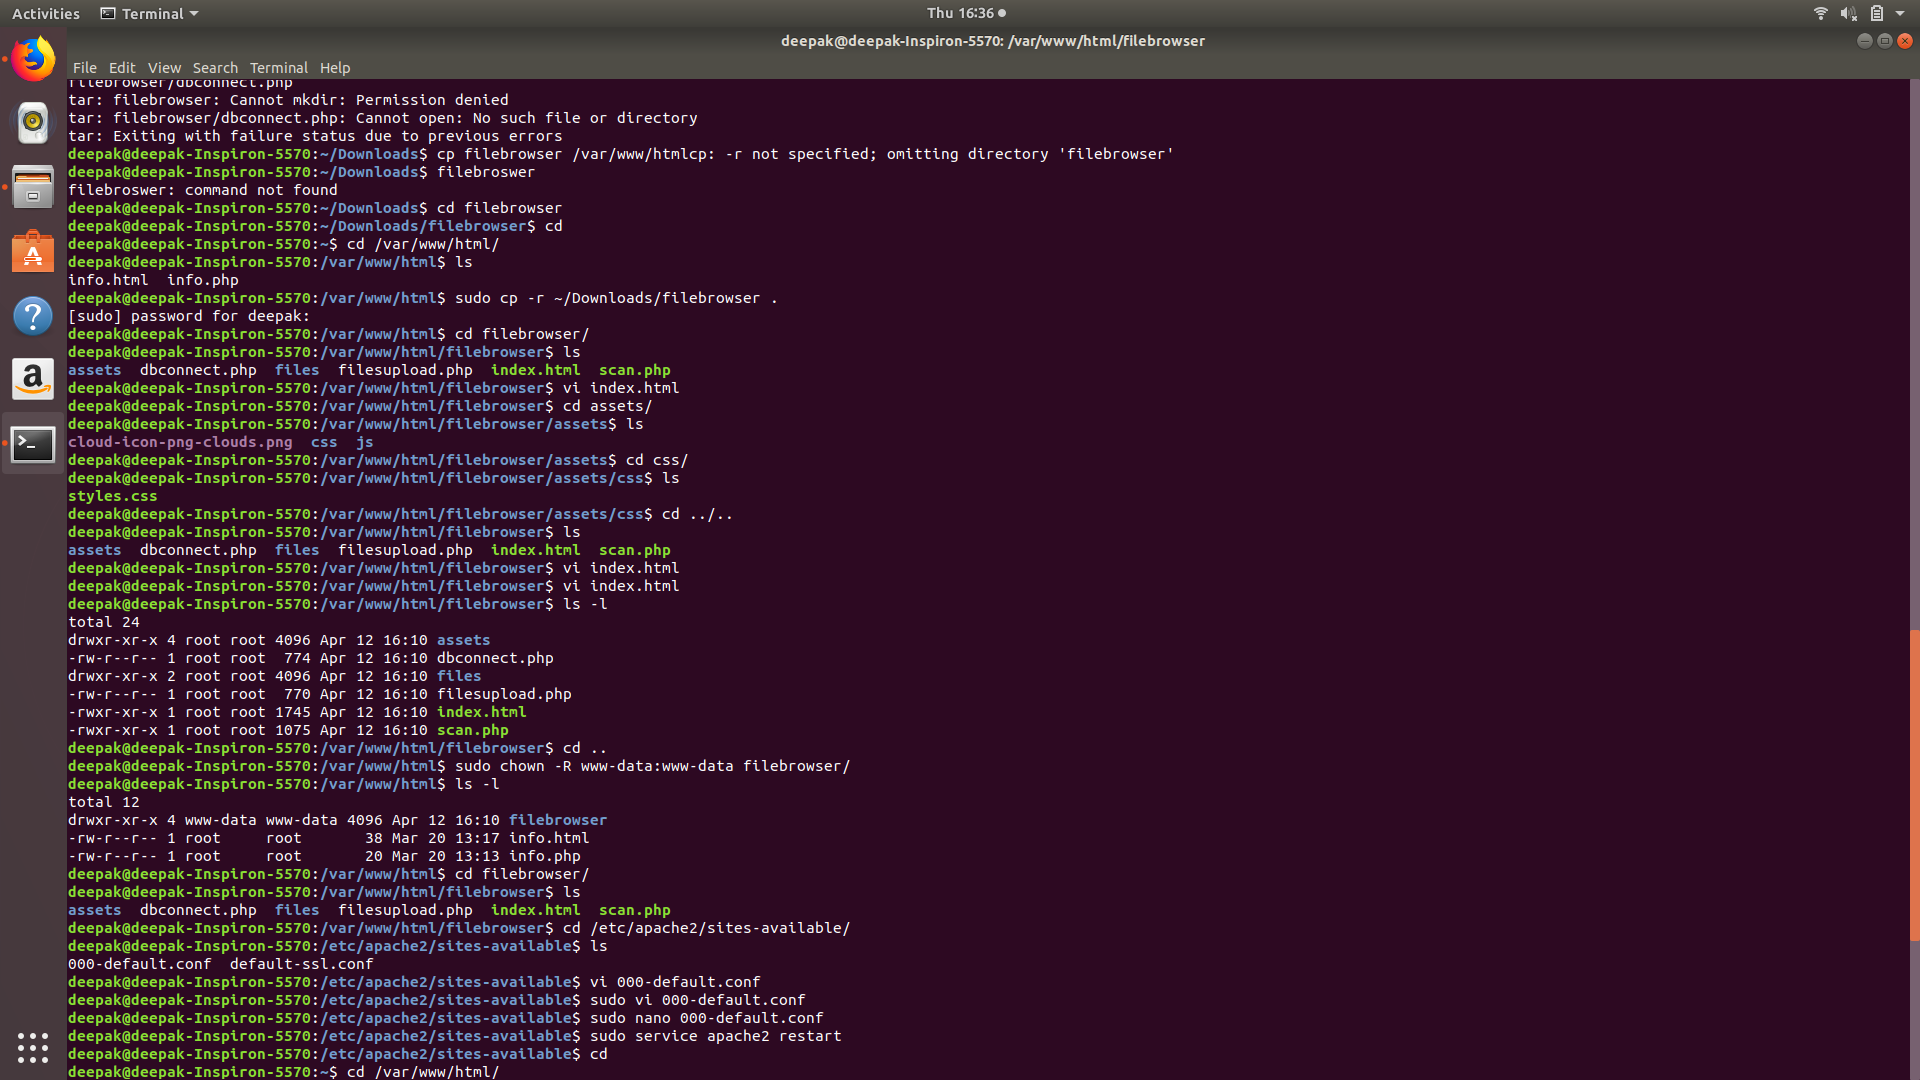 Activities Terminal Thu 16:36
deepak@deepak-Inspiron-5570: /var/www/html/filebrowser
File Edit View Search Terminal Help
filebrowser/dbconnect.php
tar: filebrowser: Cannot mkdir: Permission denied
tar: filebrowser/dbconnect.php: Cannot open: No such file or directory
tar: Exiting with failure status due to previous errors
deepak@deepak-Inspiron-5570:~/Downloads$ cp filebrowser /var/www/htmlcp: -r not specified; omitting directory 'filebrowser'
deepak@deepak-Inspiron-5570:~/Downloads$ filebroswer
filebroswer: command not found
deepak@deepak-Inspiron-5570:~/Downloads$ cd filebrowser
deepak@deepak-Inspiron-5570:~/Downloads/filebrowser$ cd
deepak@deepak-Inspiron-5570:~$ cd /var/www/html/
deepak@deepak-Inspiron-5570:/var/www/html$ ls
info.html  info.php
deepak@deepak-Inspiron-5570:/var/www/html$ sudo cp -r ~/Downloads/filebrowser .
[sudo] password for deepak:
deepak@deepak-Inspiron-5570:/var/www/html$ cd filebrowser/
deepak@deepak-Inspiron-5570:/var/www/html/filebrowser$ ls
assets  dbconnect.php  files  filesupload.php  index.html  scan.php
deepak@deepak-Inspiron-5570:/var/www/html/filebrowser$ vi index.html
deepak@deepak-Inspiron-5570:/var/www/html/filebrowser$ cd assets/
deepak@deepak-Inspiron-5570:/var/www/html/filebrowser/assets$ ls
cloud-icon-png-clouds.png  css  js
deepak@deepak-Inspiron-5570:/var/www/html/filebrowser/assets$ cd css/
deepak@deepak-Inspiron-5570:/var/www/html/filebrowser/assets/css$ ls
styles.css
deepak@deepak-Inspiron-5570:/var/www/html/filebrowser/assets/css$ cd ../..
deepak@deepak-Inspiron-5570:/var/www/html/filebrowser$ ls
assets  dbconnect.php  files  filesupload.php  index.html  scan.php
deepak@deepak-Inspiron-5570:/var/www/html/filebrowser$ vi index.html
deepak@deepak-Inspiron-5570:/var/www/html/filebrowser$ vi index.html
deepak@deepak-Inspiron-5570:/var/www/html/filebrowser$ ls -l
total 24
drwxr-xr-x 4 root root 4096 Apr 12 16:10 assets
-rw-r--r-- 1 root root  774 Apr 12 16:10 dbconnect.php
drwxr-xr-x 2 root root 4096 Apr 12 16:10 files
-rw-r--r-- 1 root root  770 Apr 12 16:10 filesupload.php
-rwxr-xr-x 1 root root 1745 Apr 12 16:10 index.html
-rwxr-xr-x 1 root root 1075 Apr 12 16:10 scan.php
deepak@deepak-Inspiron-5570:/var/www/html/filebrowser$ cd ..
deepak@deepak-Inspiron-5570:/var/www/html$ sudo chown -R www-data:www-data filebrowser/
deepak@deepak-Inspiron-5570:/var/www/html$ ls -l
total 12
drwxr-xr-x 4 www-data www-data 4096 Apr 12 16:10 filebrowser
-rw-r--r-- 1 root     root       38 Mar 20 13:17 info.html
-rw-r--r-- 1 root     root       20 Mar 20 13:13 info.php
deepak@deepak-Inspiron-5570:/var/www/html$ cd filebrowser/
deepak@deepak-Inspiron-5570:/var/www/html/filebrowser$ ls
assets  dbconnect.php  files  filesupload.php  index.html  scan.php
deepak@deepak-Inspiron-5570:/var/www/html/filebrowser$ cd /etc/apache2/sites-available/
deepak@deepak-Inspiron-5570:/etc/apache2/sites-available$ ls
000-default.conf  default-ssl.conf
deepak@deepak-Inspiron-5570:/etc/apache2/sites-available$ vi 000-default.conf
deepak@deepak-Inspiron-5570:/etc/apache2/sites-available$ sudo vi 000-default.conf
deepak@deepak-Inspiron-5570:/etc/apache2/sites-available$ sudo nano 000-default.conf
deepak@deepak-Inspiron-5570:/etc/apache2/sites-available$ sudo service apache2 restart
deepak@deepak-Inspiron-5570:/etc/apache2/sites-available$ cd
deepak@deepak-Inspiron-5570:~$ cd /var/www/html/